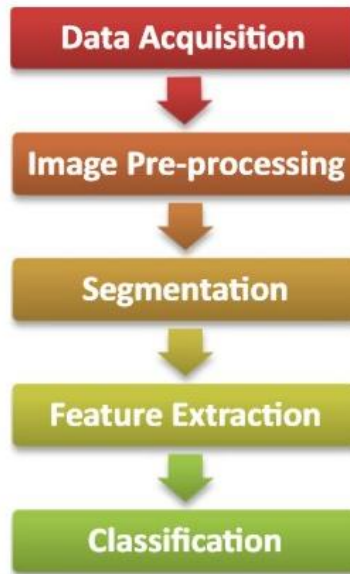 Data Acquisition
Image Pre-processing
Segmentation
Feature Extraction
Classification